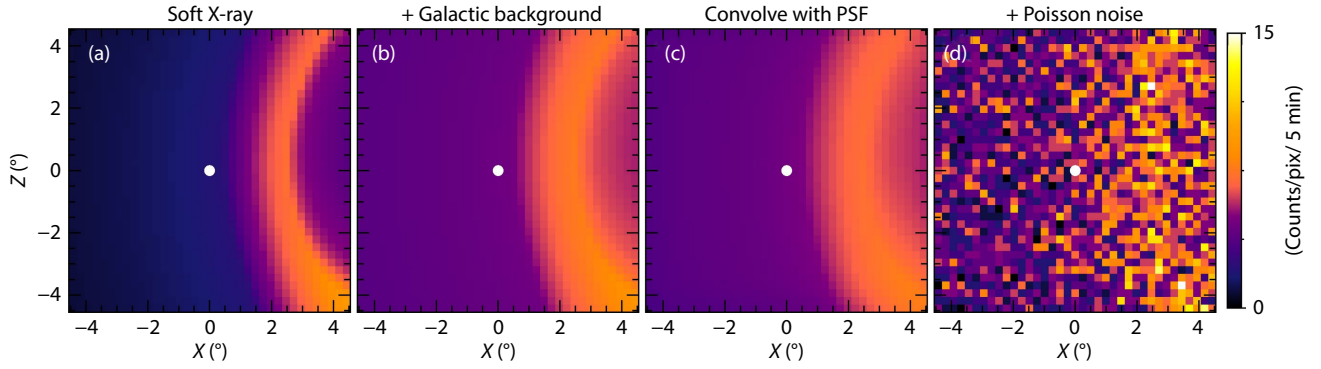 Soft X-ray
+ Galactic background
Convolve with PSF
+ Poisson noise
(a)
(b)
(c)
(d)
4
2
0
−2
−4
Z (°)
−4 −2 0 2 4
−4 −2 0 2 4
−4 −2 0 2 4
−4 −2 0 2 4
X (°)
X (°)
X (°)
X (°)
15
0
(Counts/pix/ 5 min)